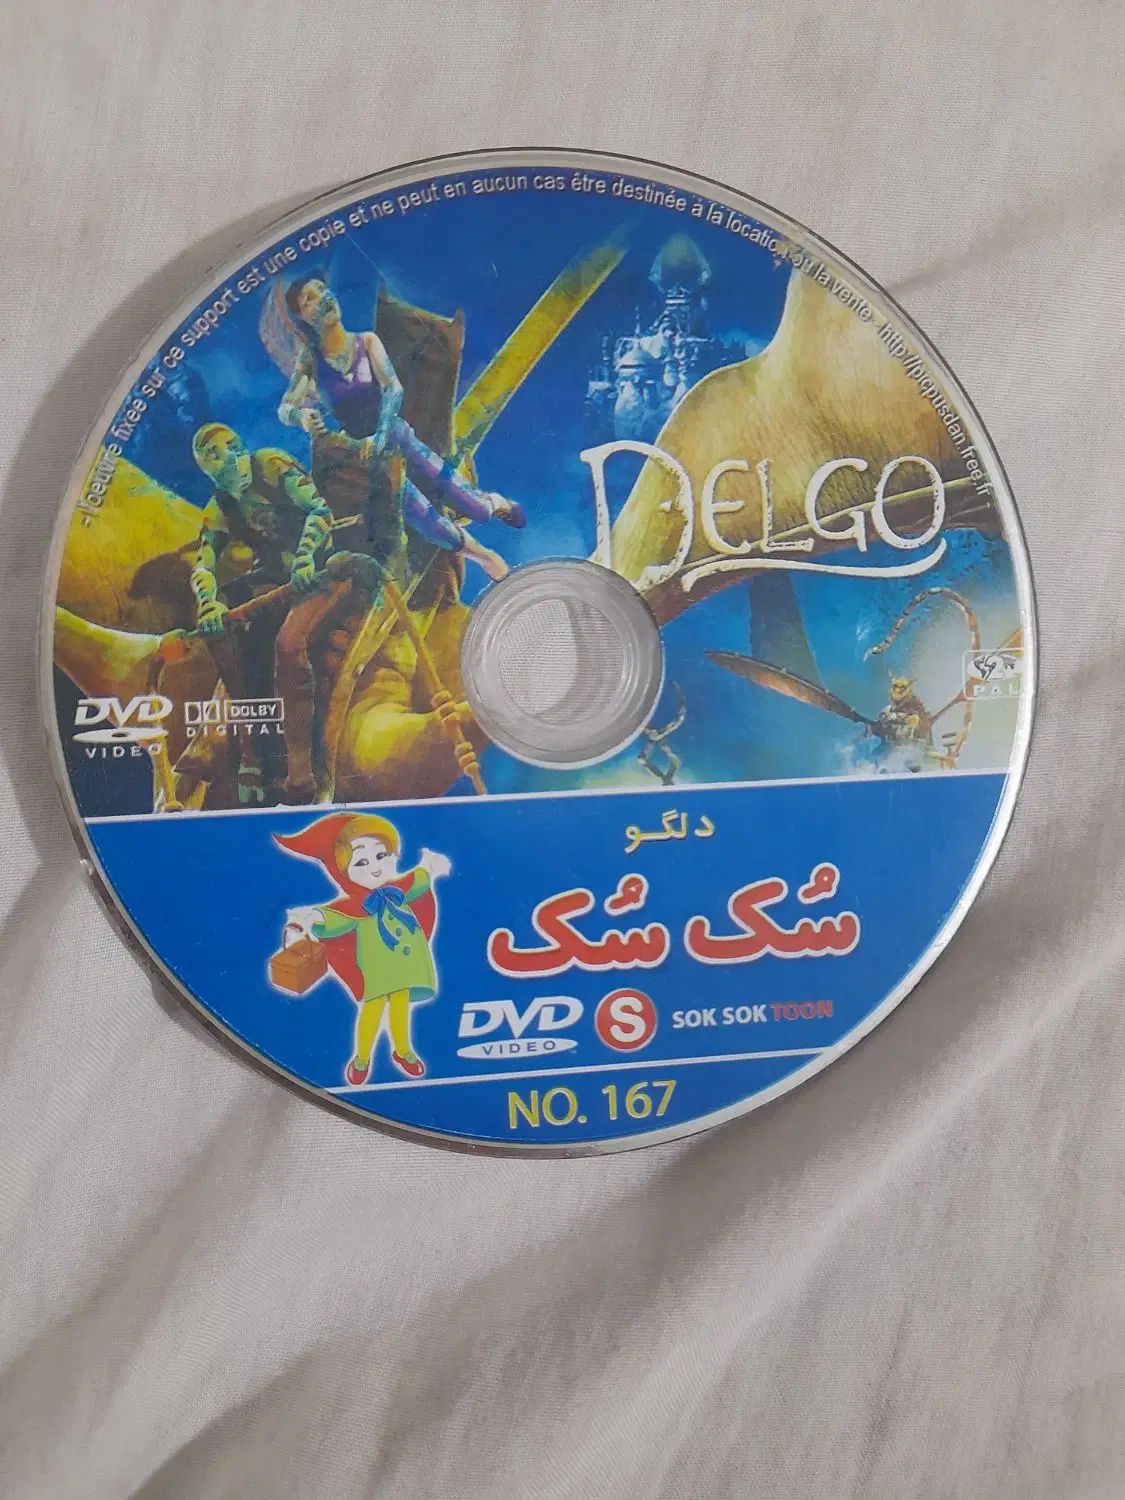 - l'oeuvre fixée sur ce support est une copie et ne peut en aucun cas être destinée à la location ou la vente - http://picpusdan.free.fr
DELGO
DVD
VIDEO
DOLBY
DIGITAL
2
PAL
دلگو
سُک سُک
DVD
VIDEO
S
SOK SOK TOON
NO. 167